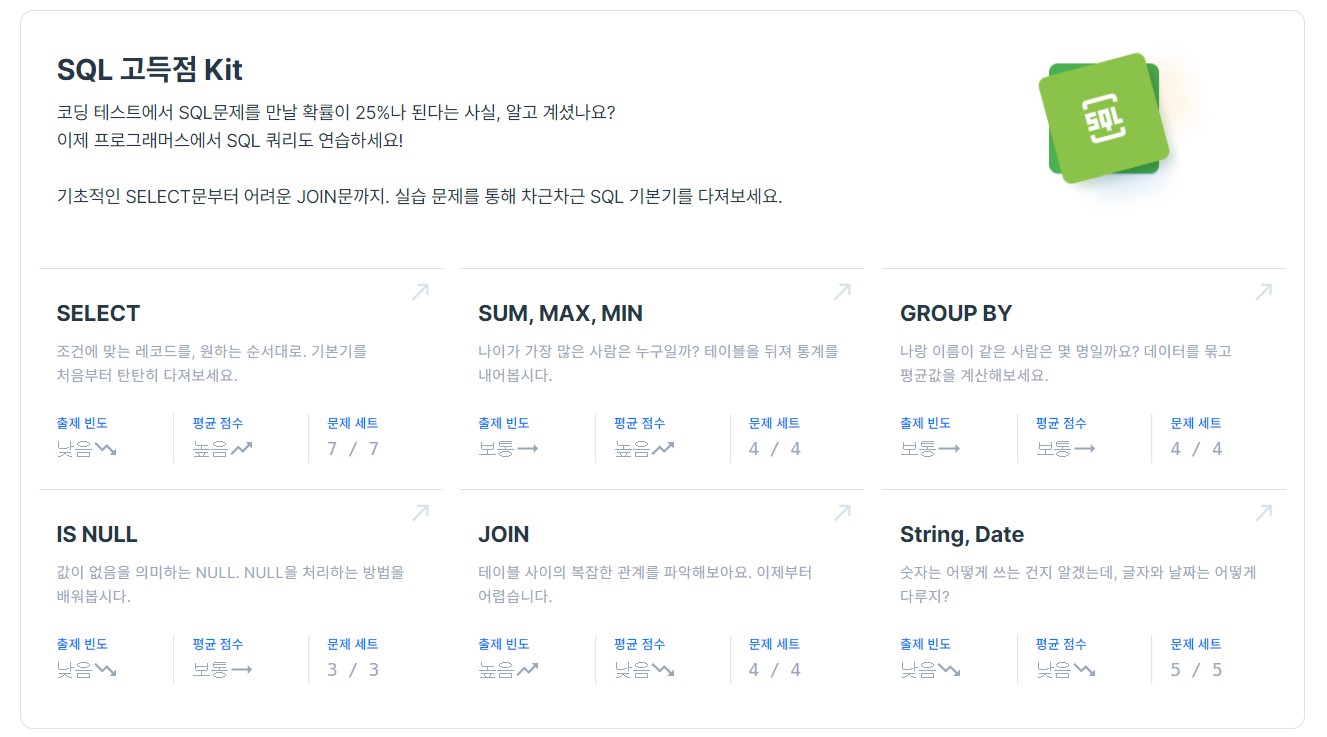 SQL 고득점 Kit
코딩 테스트에서 SQL문제를 만날 확률이 25%나 된다는 사실, 알고 계셨나요?
이제 프로그래머스에서 SQL 쿼리도 연습하세요!
기초적인 SELECT문부터 어려운 JOIN문까지. 실습 문제를 통해 차근차근 SQL 기본기를 다져보세요.
SQL
SELECT
조건에 맞는 레코드를, 원하는 순서대로. 기본기를
처음부터 탄탄히 다져보세요.
출제 빈도 평균 점수 문제 세트
낮음 높음 7 / 7
SUM, MAX, MIN
나이가 가장 많은 사람은 누구일까? 테이블을 뒤져 통계를
내어봅시다.
출제 빈도 평균 점수 문제 세트
보통 높음 4 / 4
GROUP BY
나랑 이름이 같은 사람은 몇 명일까요? 데이터를 묶고
평균값을 계산해보세요.
출제 빈도 평균 점수 문제 세트
보통 보통 4 / 4
IS NULL
값이 없음을 의미하는 NULL. NULL을 처리하는 방법을
배워봅시다.
출제 빈도 평균 점수 문제 세트
낮음 보통 3 / 3
JOIN
테이블 사이의 복잡한 관계를 파악해보아요. 이제부터
어렵습니다.
출제 빈도 평균 점수 문제 세트
높음 낮음 4 / 4
String, Date
숫자는 어떻게 쓰는 건지 알겠는데, 글자와 날짜는 어떻게
다루지?
출제 빈도 평균 점수 문제 세트
낮음 낮음 5 / 5